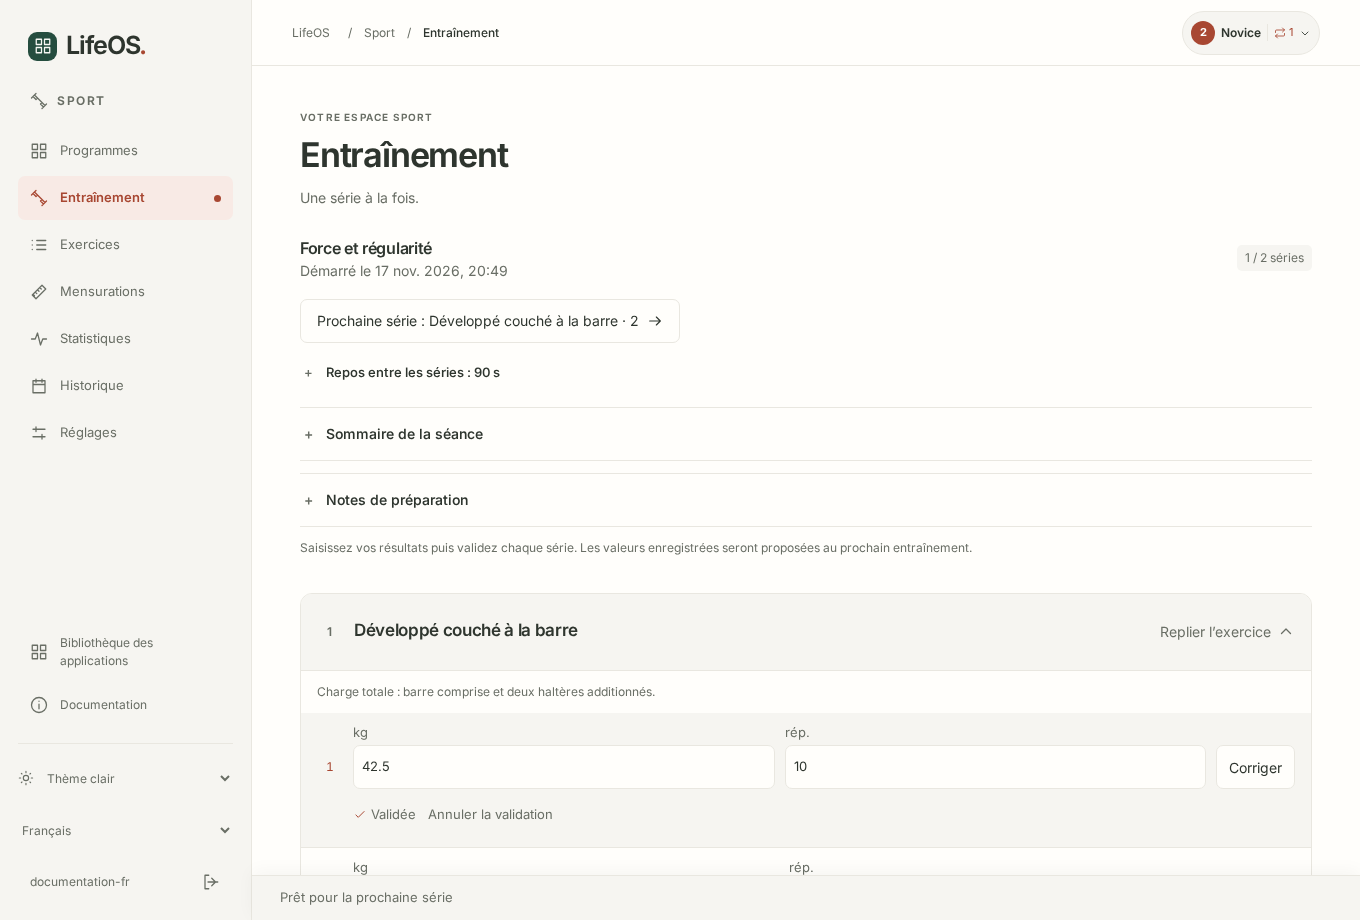 LifeOS.
SPORT
Programmes
Entraînement
Exercices
Mensurations
Statistiques
Historique
Réglages
Bibliothèque des
applications
Documentation
Thème clair
Français
documentation-fr
LifeOS / Sport / Entraînement
2 Novice 1
VOTRE ESPACE SPORT
Entraînement
Une série à la fois.
Force et régularité
Démarré le 17 nov. 2026, 20:49
1 / 2 séries
Prochaine série : Développé couché à la barre · 2 →
+ Repos entre les séries : 90 s
+ Sommaire de la séance
+ Notes de préparation
Saisissez vos résultats puis validez chaque série. Les valeurs enregistrées seront proposées au prochain entraînement.
1 Développé couché à la barre Replier l’exercice
Charge totale : barre comprise et deux haltères additionnés.
kg rép.
1 42.5 10 Corriger
✓ Validée Annuler la validation
kg rép.
Prêt pour la prochaine série